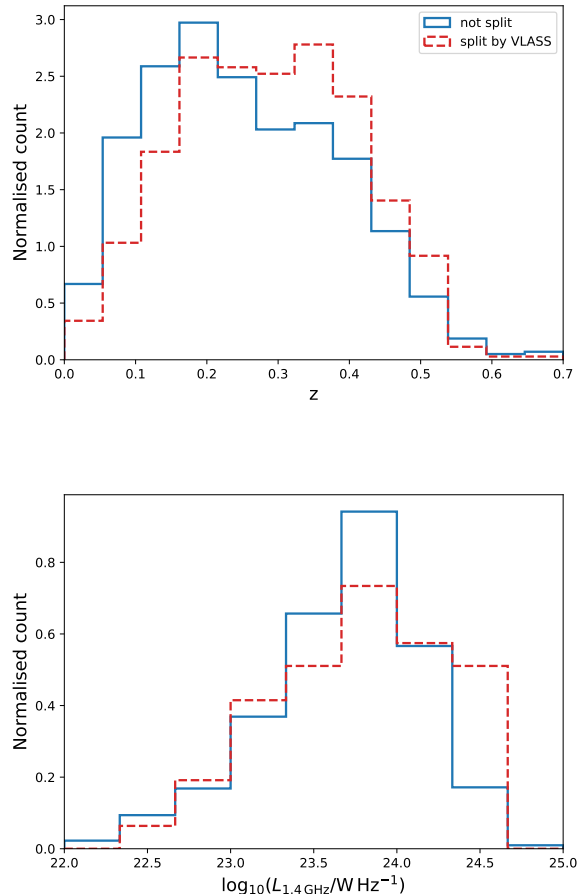 3.0
2.5
2.0
1.5
1.0
0.5
0.0
Normalised count
not split
split by VLASS
0.0 0.1 0.2 0.3 0.4 0.5 0.6 0.7
z
0.8
0.6
0.4
0.2
0.0
Normalised count
22.0 22.5 23.0 23.5 24.0 24.5 25.0
log₁₀(L₁.₄ GHz/W Hz⁻¹)